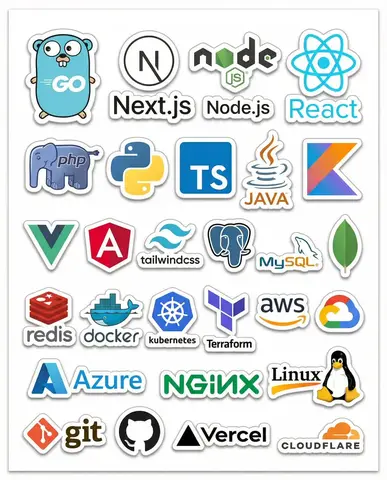 GO
N
Next.js
node
JS
Node.js
React
php
TS
JAVA
tailwindcss
MySQL
redis
docker
kubernetes
Terraform
aws
Azure
NGiNX
Linux
git
Vercel
CLOUDFLARE